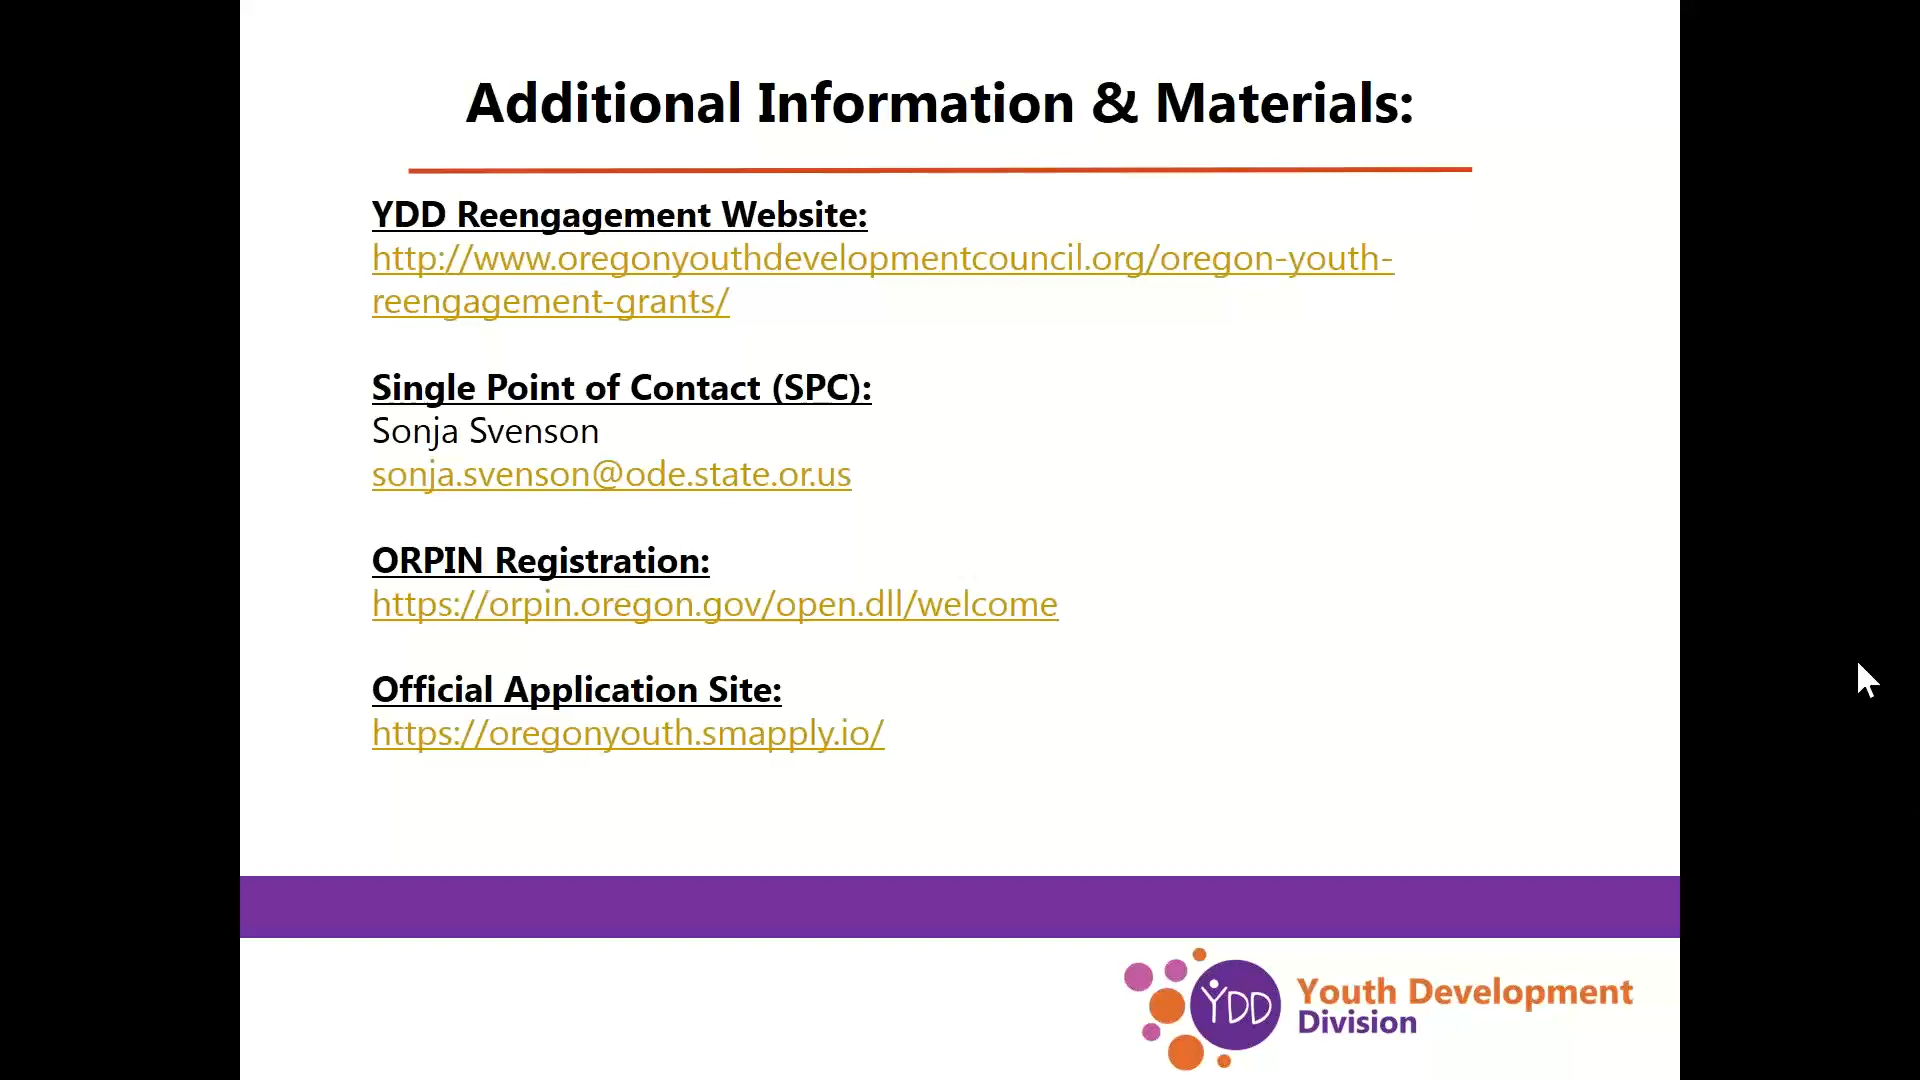 Additional Information & Materials:
YDD Reengagement Website:
http://www.oregonyouthdevelopmentcouncil.org/oregon-youth-
reengagement-grants/
Single Point of Contact (SPC):
Sonja Svenson
sonja.svenson@ode.state.or.us
ORPIN Registration:
https://orpin.oregon.gov/open.dll/welcome
Official Application Site:
https://oregonyouth.smapply.io/
YDD
Youth Development
Division